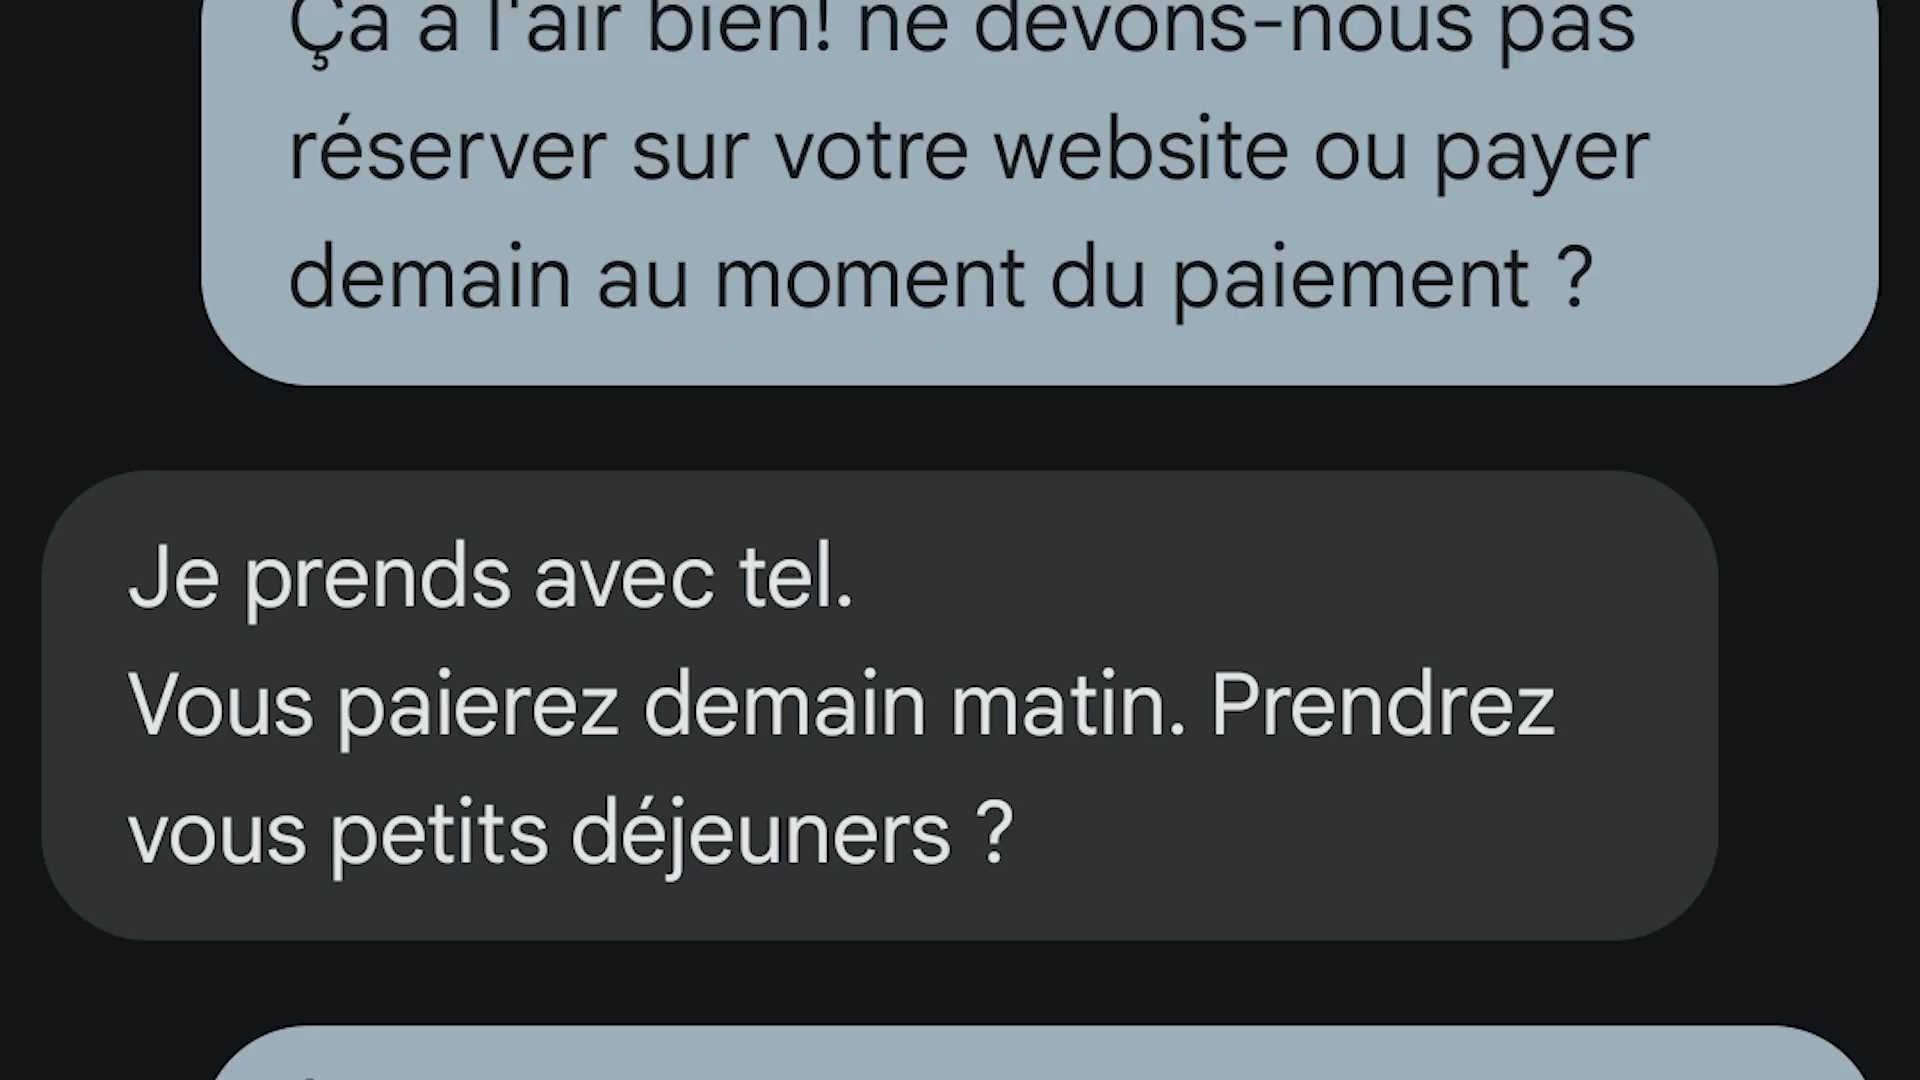 Ça a l'air bien! ne devons-nous pas
réserver sur votre website ou payer
demain au moment du paiement ?
Je prends avec tel.
Vous paierez demain matin. Prendrez
vous petits déjeuners ?